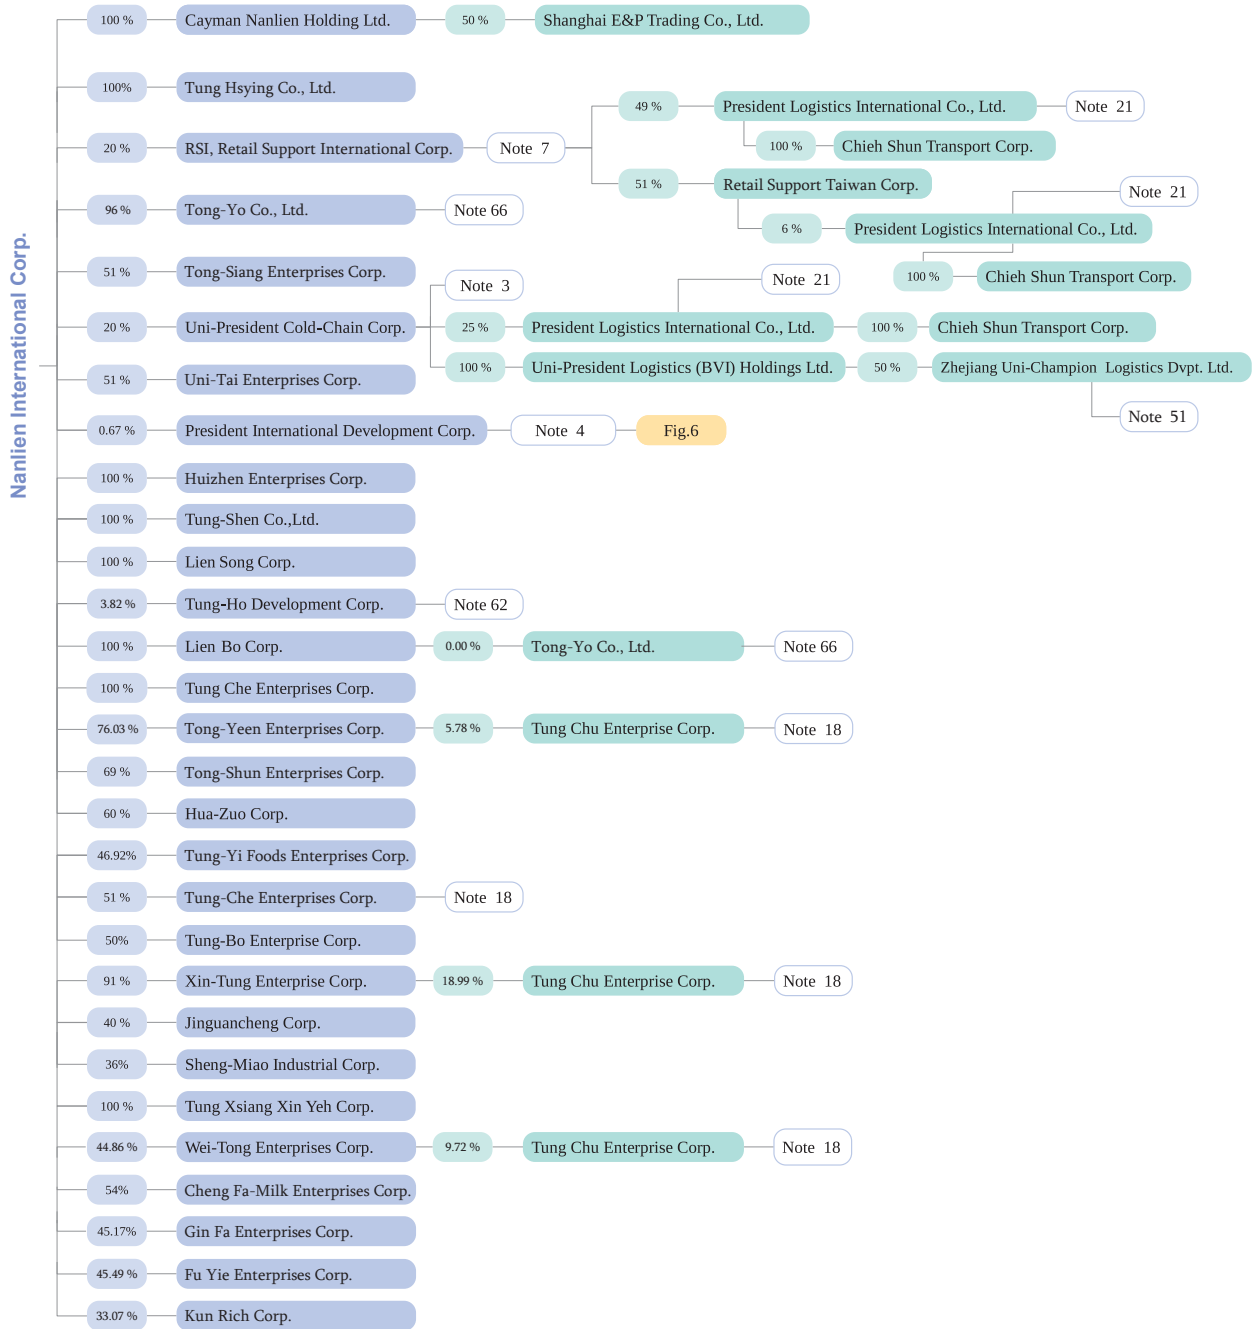 Nanlien International Corp.
100 % Cayman Nanlien Holding Ltd. 50 % Shanghai E&P Trading Co., Ltd.
100% Tung Hsying Co., Ltd.
49 % President Logistics International Co., Ltd. Note 21
100 % Chieh Shun Transport Corp.
20 % RSI, Retail Support International Corp. Note 7
51 % Retail Support Taiwan Corp.
Note 21
96 % Tong-Yo Co., Ltd. Note 66
6 % President Logistics International Co., Ltd.
51 % Tong-Siang Enterprises Corp.
100 % Chieh Shun Transport Corp.
Note 3
Note 21
20 % Uni-President Cold-Chain Corp. 25 % President Logistics International Co., Ltd. 100 % Chieh Shun Transport Corp.
100 % Uni-President Logistics (BVI) Holdings Ltd. 50 % Zhejiang Uni-Champion Logistics Dvpt. Ltd.
51 % Uni-Tai Enterprises Corp.
Note 51
0.67 % President International Development Corp. Note 4 Fig.6
100 % Huizhen Enterprises Corp.
100 % Tung-Shen Co.,Ltd.
100 % Lien Song Corp.
3.82 % Tung-Ho Development Corp. Note 62
100 % Lien Bo Corp. 0.00 % Tong-Yo Co., Ltd. Note 66
100 % Tung Che Enterprises Corp.
76.03 % Tong-Yeen Enterprises Corp. 5.78 % Tung Chu Enterprise Corp. Note 18
69 % Tong-Shun Enterprises Corp.
60 % Hua-Zuo Corp.
46.92% Tung-Yi Foods Enterprises Corp.
51 % Tung-Che Enterprises Corp. Note 18
50% Tung-Bo Enterprise Corp.
91 % Xin-Tung Enterprise Corp. 18.99 % Tung Chu Enterprise Corp. Note 18
40 % Jinguancheng Corp.
36% Sheng-Miao Industrial Corp.
100 % Tung Xsiang Xin Yeh Corp.
44.86 % Wei-Tong Enterprises Corp. 9.72 % Tung Chu Enterprise Corp. Note 18
54% Cheng Fa-Milk Enterprises Corp.
45.17% Gin Fa Enterprises Corp.
45.49 % Fu Yie Enterprises Corp.
33.07 % Kun Rich Corp.